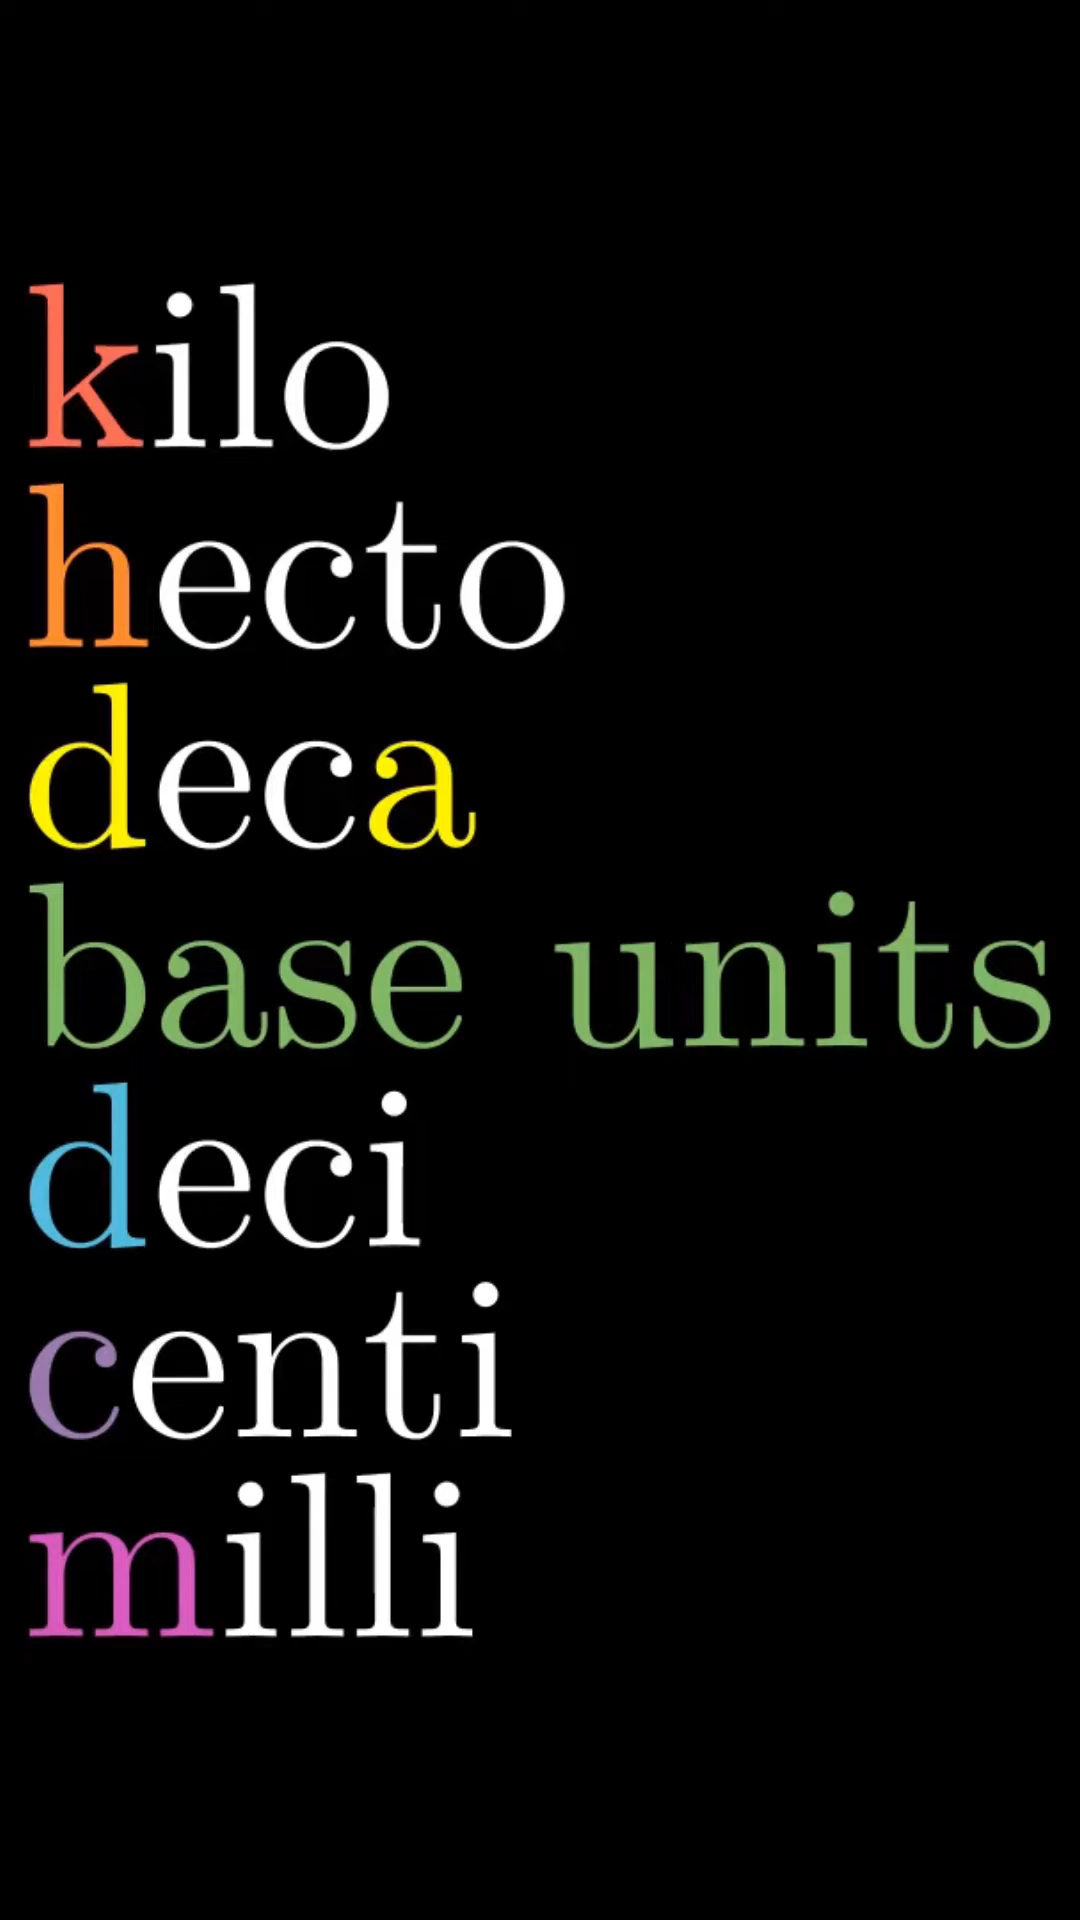 kilo
hecto
deca
base units
deci
centi
milli